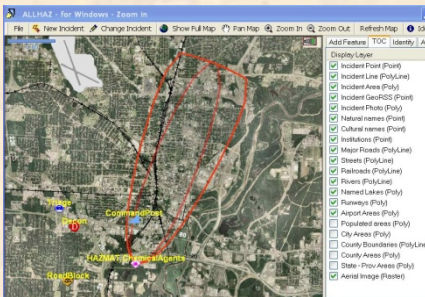 ALLHAZ - for Windows - Zoom In
File New Incident Change Incident Show Full Map Pan Map Zoom In Zoom Out Refresh Map
Add Feature TOC Identify
Display Layer
Incident Point (Point)
Incident Line (PolyLine)
Incident Area (Poly)
Incident GeoRSS (Point)
Incident Photo (Poly)
Natural names (Point)
Cultural names (Point)
Institutions (Point)
Major Roads (PolyLine)
Streets (PolyLine)
Railroads (PolyLine)
Rivers (PolyLine)
Named Lakes (Poly)
Runways (Poly)
Airport Areas (Poly)
Populated areas (Poly)
City Areas (Poly)
County Boundaries (PolyLine
County Areas (Poly)
State - Prov Areas (Poly)
Aerial Image (Raster)
Triage
Decon
D
CommandPost
HAZMAT ChemicalAgents
RoadBlock